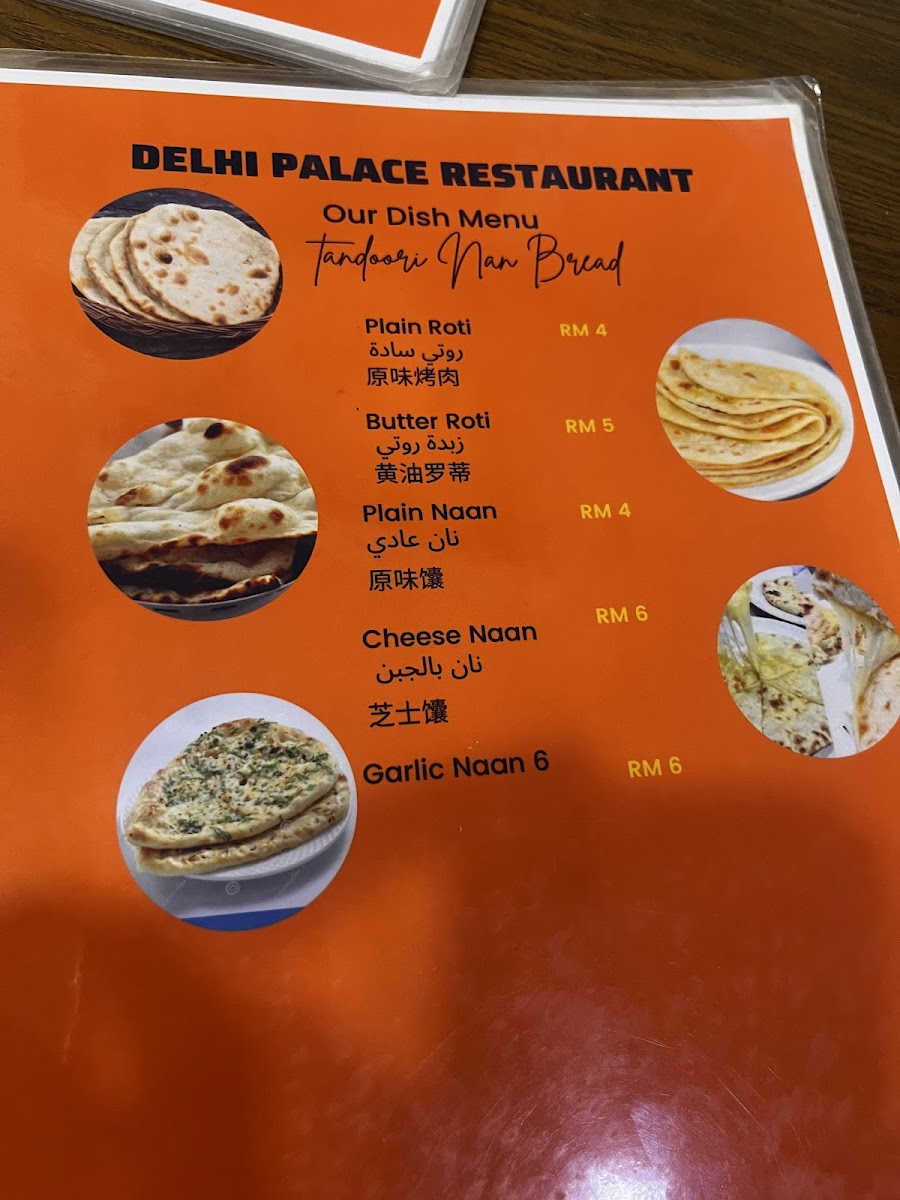 DELHI PALACE RESTAURANT
Our Dish Menu
Tandoori Nan Bread
Plain Roti RM 4
روتي سادة
原味烤肉
Butter Roti RM 5
زبدة روتي
黄油罗蒂
Plain Naan RM 4
نان عادي
原味馕
Cheese Naan RM 6
نان بالجبن
芝士馕
Garlic Naan 6 RM 6